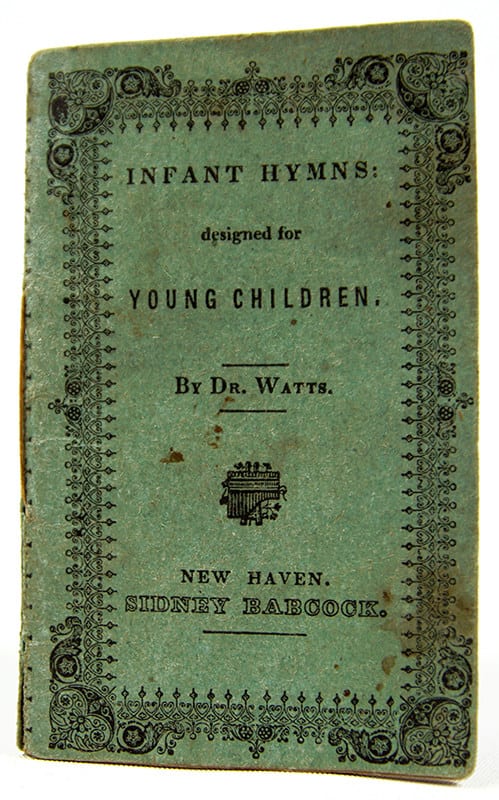 INFANT HYMNS:
designed for
YOUNG CHILDREN.
BY DR. WATTS.
NEW HAVEN.
SIDNEY BABCOCK.